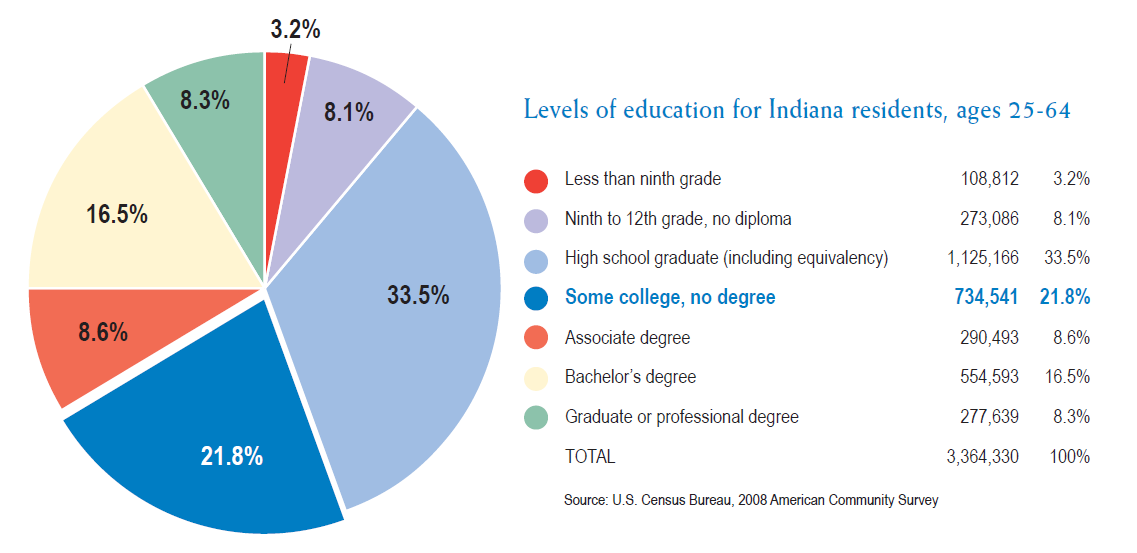 3.2%
8.3%
8.1%
16.5%
33.5%
8.6%
21.8%
Levels of education for Indiana residents, ages 25-64
Less than ninth grade 108,812 3.2%
Ninth to 12th grade, no diploma 273,086 8.1%
High school graduate (including equivalency) 1,125,166 33.5%
Some college, no degree 734,541 21.8%
Associate degree 290,493 8.6%
Bachelor’s degree 554,593 16.5%
Graduate or professional degree 277,639 8.3%
TOTAL 3,364,330 100%
Source: U.S. Census Bureau, 2008 American Community Survey